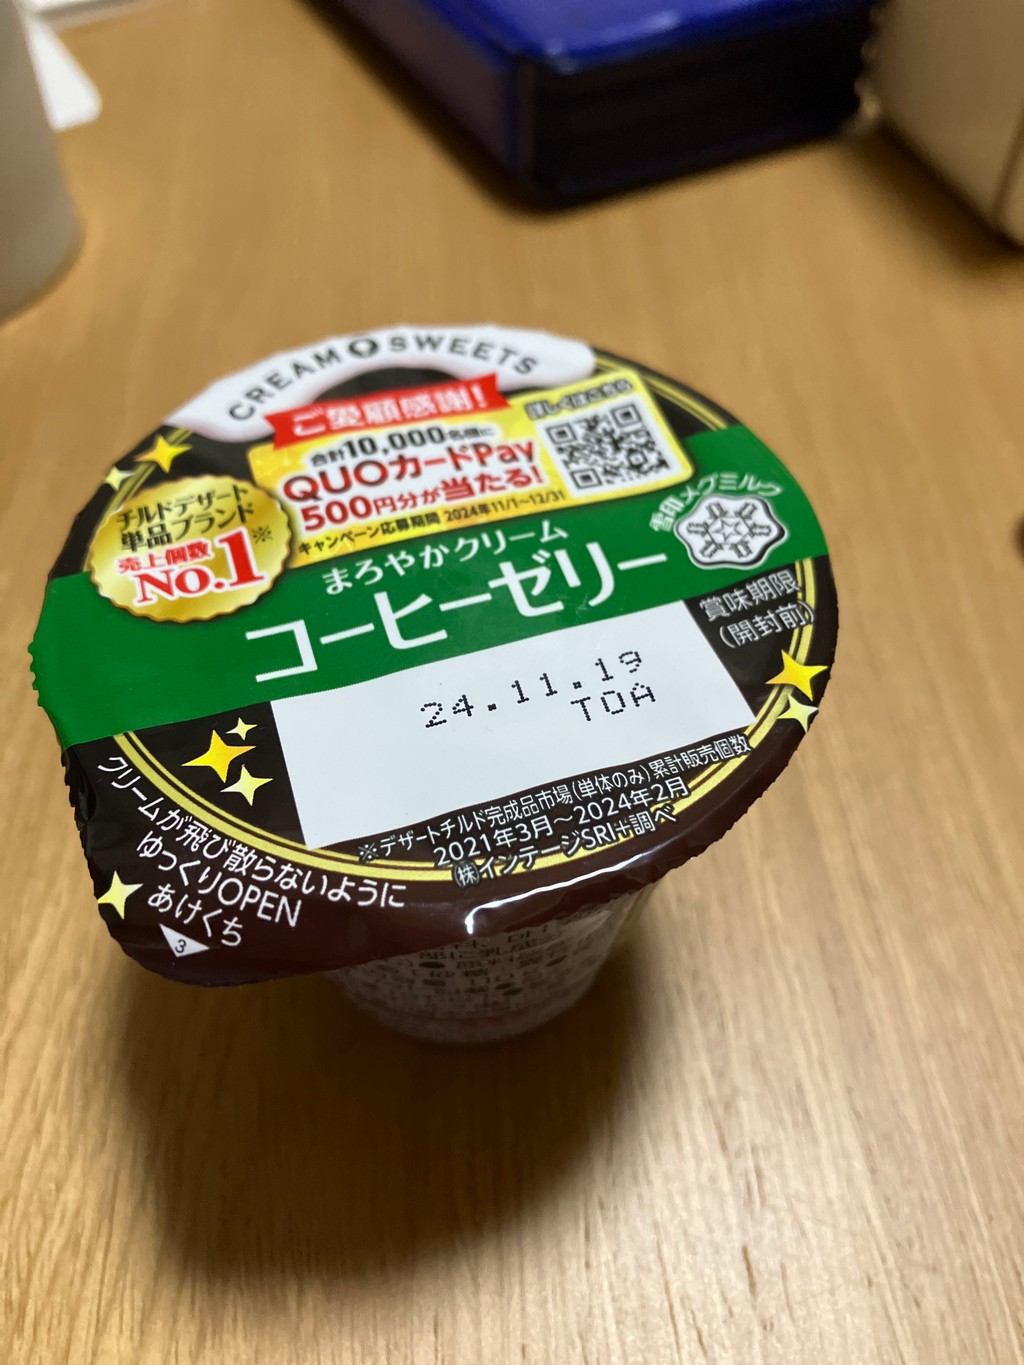 CREAM SWEETS
ご愛顧感謝!
合計10,000名様に
QUOカードPay
500円分が当たる!
キャンペーン応募期間 2024年11/1~12/31
詳しくはこちら
チルドデザート
単品ブランド
売上個数※
No.1
雪印メグミルク
まろやかクリーム
コーヒーゼリー
賞味期限
(開封前)
24.11.19
TOA
※デザートチルド完成品市場(単体のみ)累計販売個数
2021年3月~2024年2月
㈱インテージSRI+調べ
クリームが飛び散らないように
ゆっくりOPEN
あけくち
3